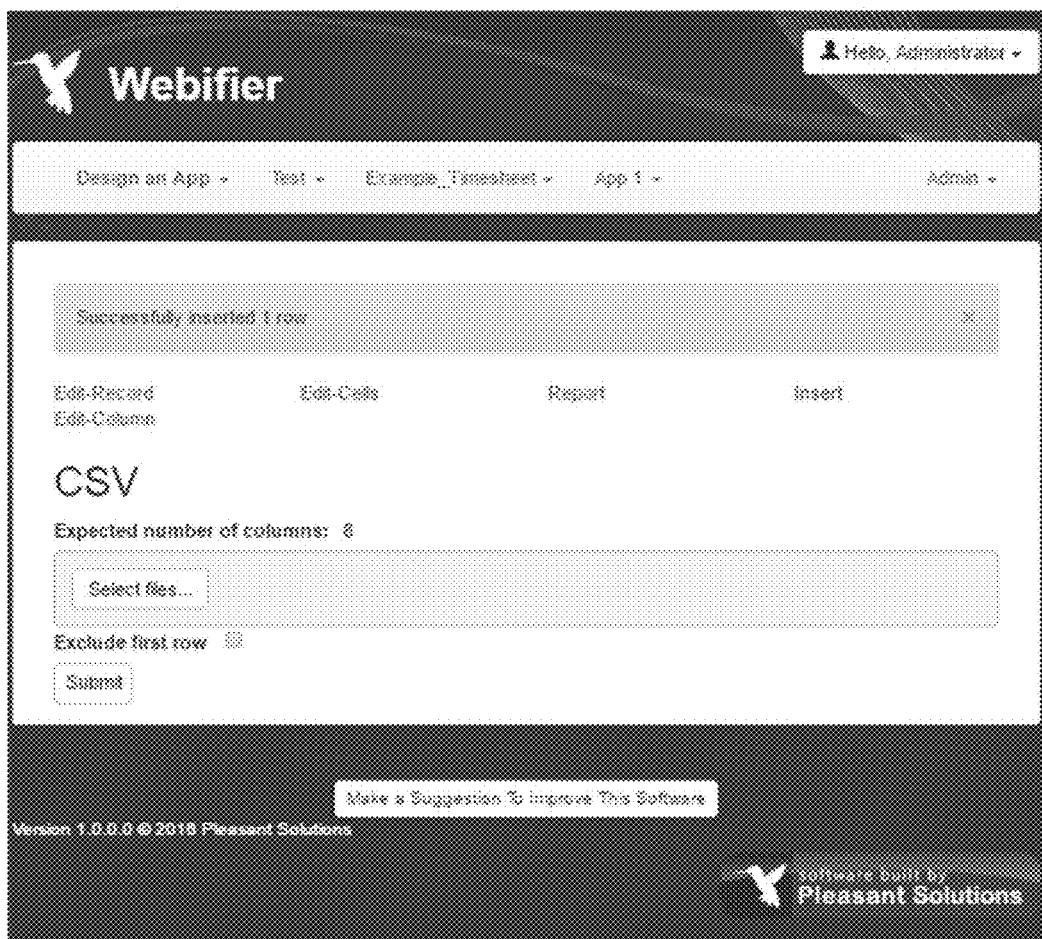 Hello, Administrator
Webifier
Design an App Test Example_Timesheet App 1 Admin
Successfully inserted 1 row ×
Edit-Record Edit-Cells Report Insert
Edit-Column
CSV
Expected number of columns: 6
Select files...
Exclude first row
Submit
Make a Suggestion To Improve This Software
Version 1.0.0.0 © 2016 Pleasant Solutions
software built by
Pleasant Solutions